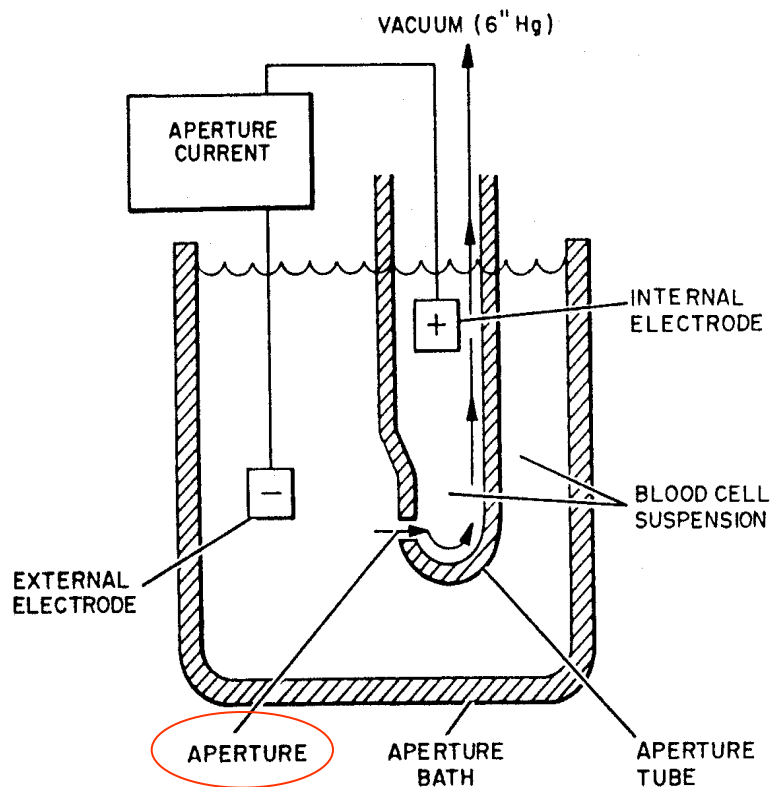 VACUUM (6" Hg)
APERTURE
CURRENT
+
INTERNAL
ELECTRODE
−
BLOOD CELL
SUSPENSION
EXTERNAL
ELECTRODE
APERTURE
APERTURE
BATH
APERTURE
TUBE